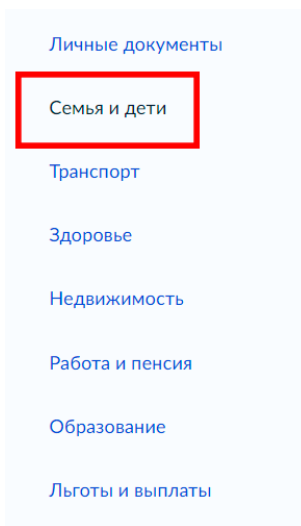 Личные документы
Семья и дети
Транспорт
Здоровье
Недвижимость
Работа и пенсия
Образование
Льготы и выплаты